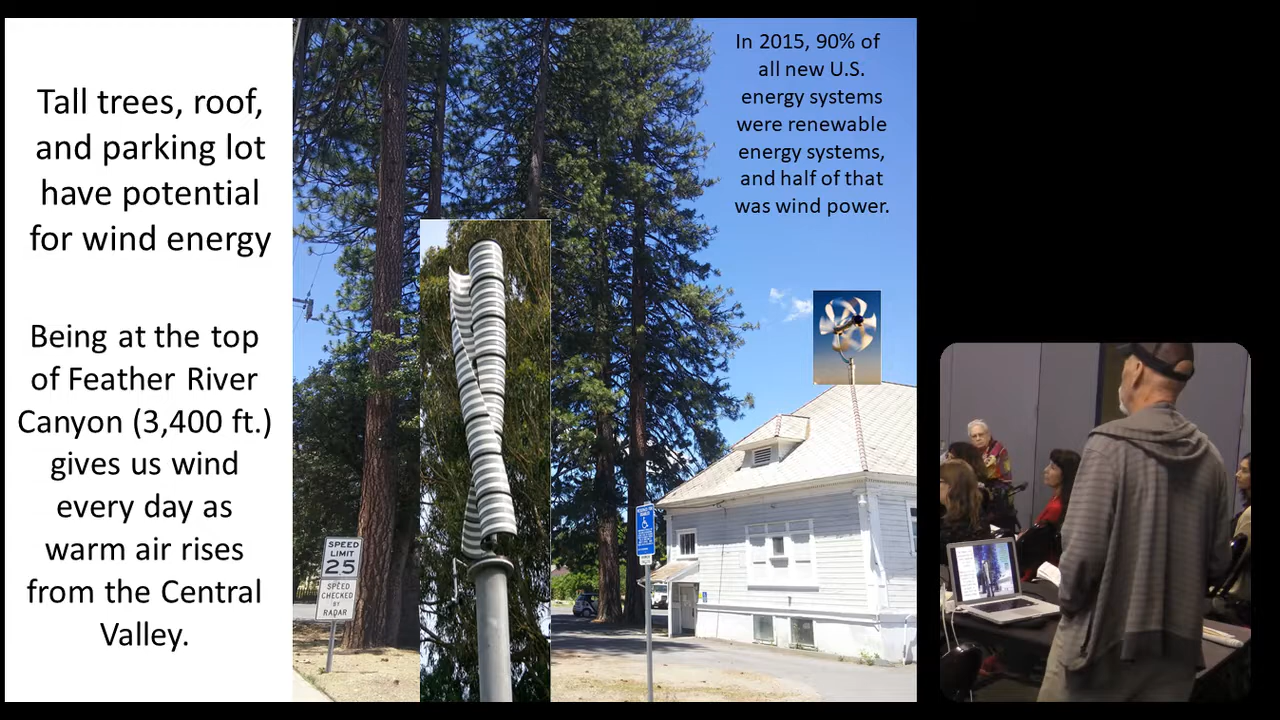 Tall trees, roof,
and parking lot
have potential
for wind energy
Being at the top
of Feather River
Canyon (3,400 ft.)
gives us wind
every day as
warm air rises
from the Central
Valley.
In 2015, 90% of
all new U.S.
energy systems
were renewable
energy systems,
and half of that
was wind power.
SPEED
LIMIT
25
SPEED
CHECKED
BY
RADAR